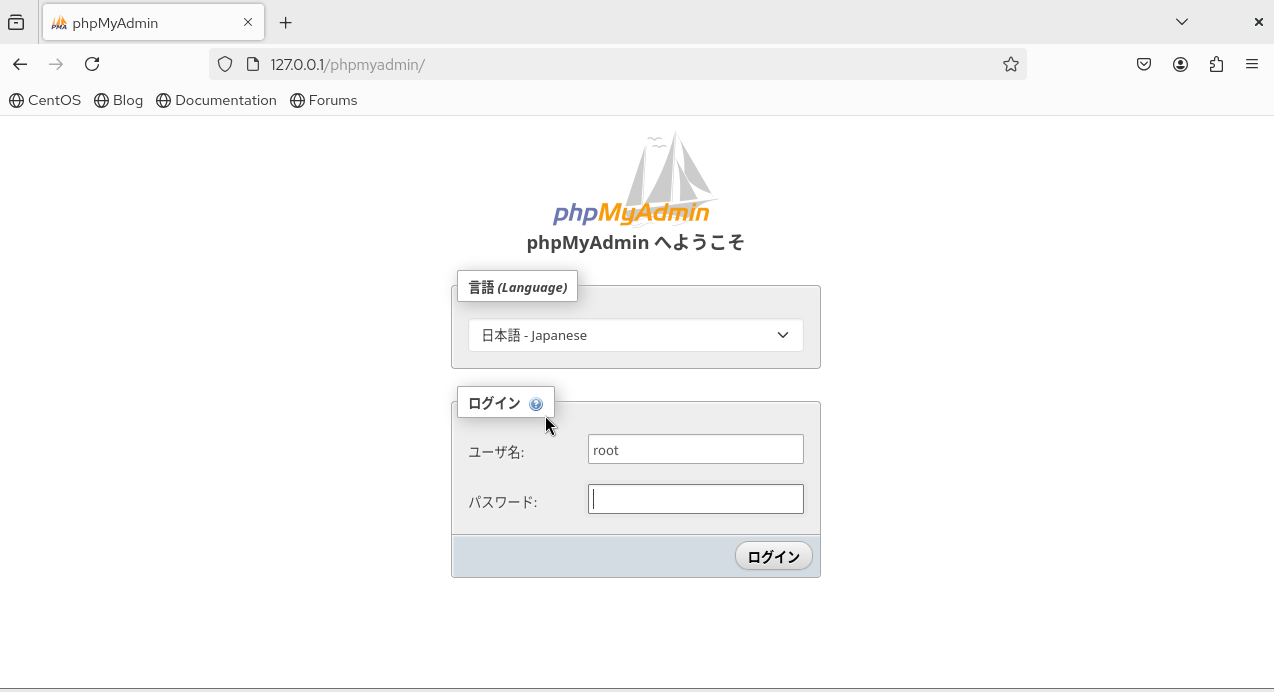 phpMyAdmin
127.0.0.1/phpmyadmin/
CentOS Blog Documentation Forums
phpMyAdmin
phpMyAdmin へようこそ
言語 (Language)
日本語 - Japanese
ログイン
ユーザ名: root
パスワード:
ログイン